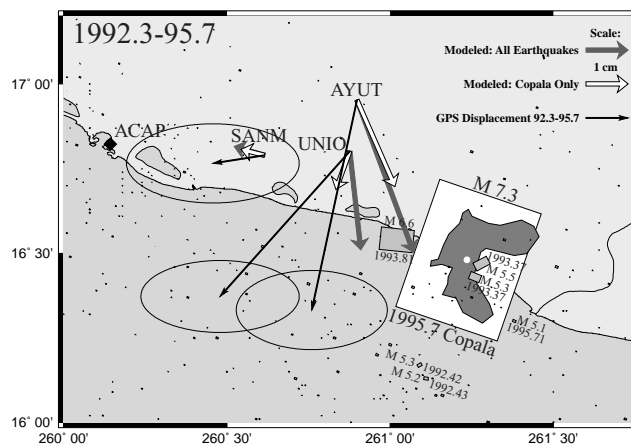 1992.3-95.7
Scale:
Modeled: All Earthquakes
1 cm
Modeled: Copala Only
GPS Displacement 92.3-95.7
17° 00'
16° 30'
16° 00'
AYUT
ACAP
SANM
UNIO
M 7.3
M 6.6
1993.81
1993.37
M 5.5
M 5.3
1993.37
1995.7 Copala
M 5.1
1995.71
M 5.3 1992.42
M 5.2 1992.43
260° 00'
260° 30'
261° 00'
261° 30'